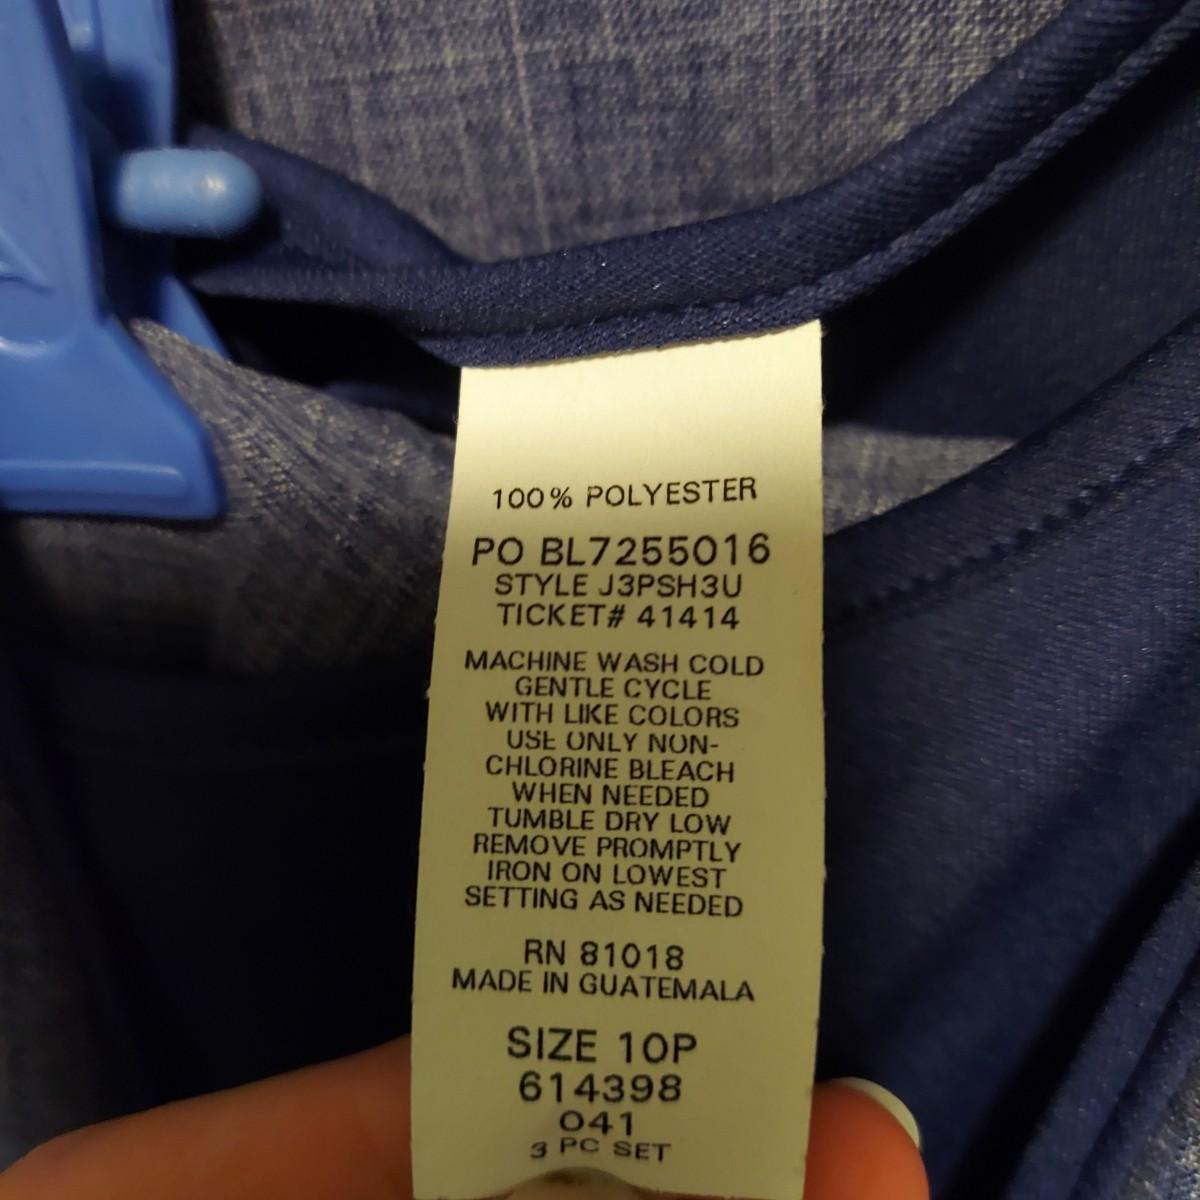 100% POLYESTER
PO BL7255016
STYLE J3PSH3U
TICKET# 41414
MACHINE WASH COLD
GENTLE CYCLE
WITH LIKE COLORS
USE ONLY NON-
CHLORINE BLEACH
WHEN NEEDED
TUMBLE DRY LOW
REMOVE PROMPTLY
IRON ON LOWEST
SETTING AS NEEDED
RN 81018
MADE IN GUATEMALA
SIZE 10P
614398
041
3 PC SET